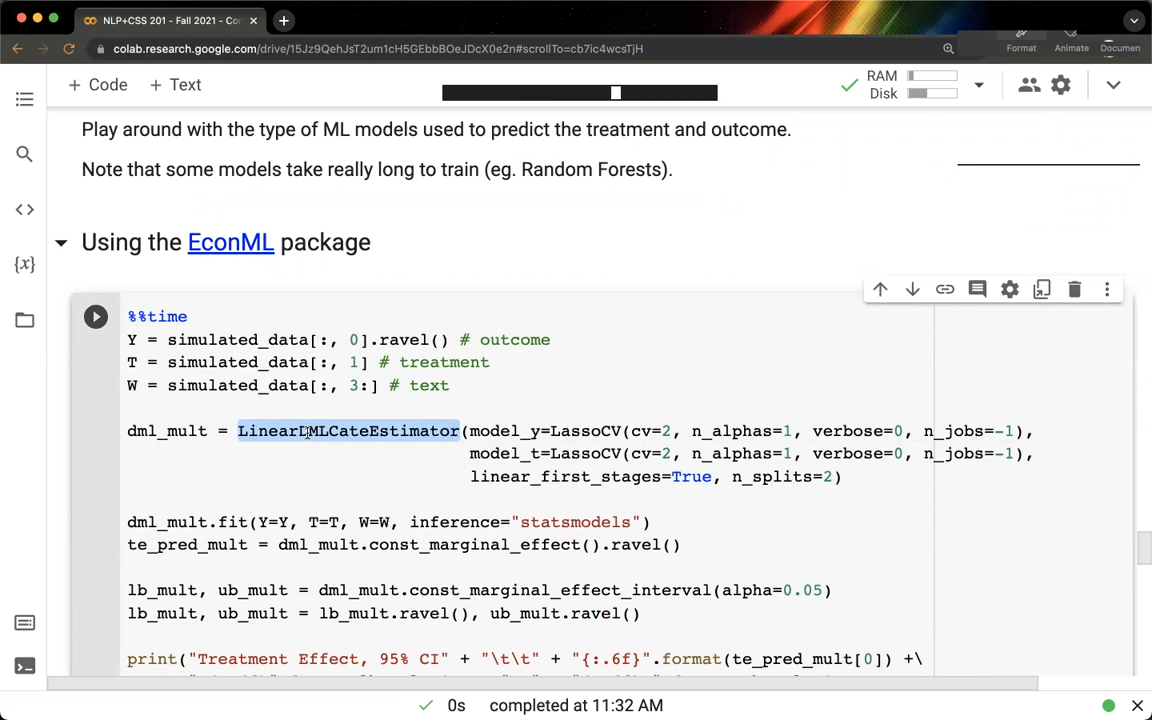 NLP+CSS 201 - Fall 2021 - Con
colab.research.google.com/drive/15Jz9QehJsT2um1cH5GEbbBOeJDcX0e2n#scrollTo=cb7ic4wcsTjH
Format
Animate
Documen
+ Code
+ Text
RAM
Disk
Play around with the type of ML models used to predict the treatment and outcome.
Note that some models take really long to train (eg. Random Forests).
Using the EconML package
%%time
Y = simulated_data[:, 0].ravel() # outcome
T = simulated_data[:, 1] # treatment
W = simulated_data[:, 3:] # text
dml_mult = LinearDMLCateEstimator(model_y=LassoCV(cv=2, n_alphas=1, verbose=0, n_jobs=-1),
model_t=LassoCV(cv=2, n_alphas=1, verbose=0, n_jobs=-1),
linear_first_stages=True, n_splits=2)
dml_mult.fit(Y=Y, T=T, W=W, inference="statsmodels")
te_pred_mult = dml_mult.const_marginal_effect().ravel()
lb_mult, ub_mult = dml_mult.const_marginal_effect_interval(alpha=0.05)
lb_mult, ub_mult = lb_mult.ravel(), ub_mult.ravel()
print("Treatment Effect, 95% CI" + "\t\t" + "{:.6f}".format(te_pred_mult[0]) +\
0s completed at 11:32 AM